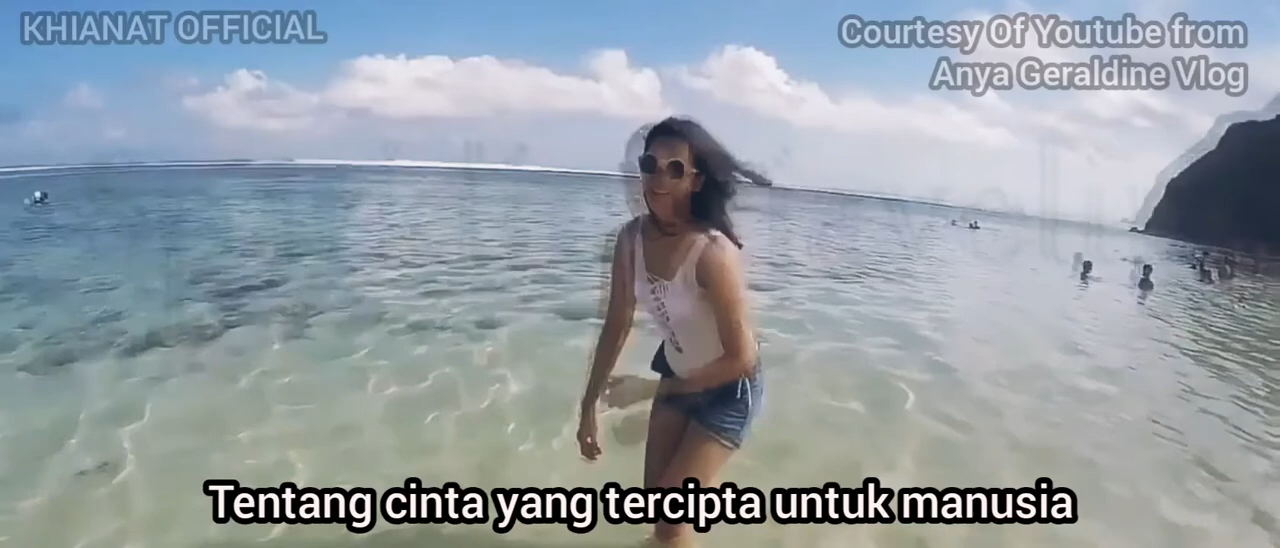 KHIANAT OFFICIAL
Courtesy Of Youtube from
Anya Geraldine Vlog
Tentang cinta yang tercipta untuk manusia